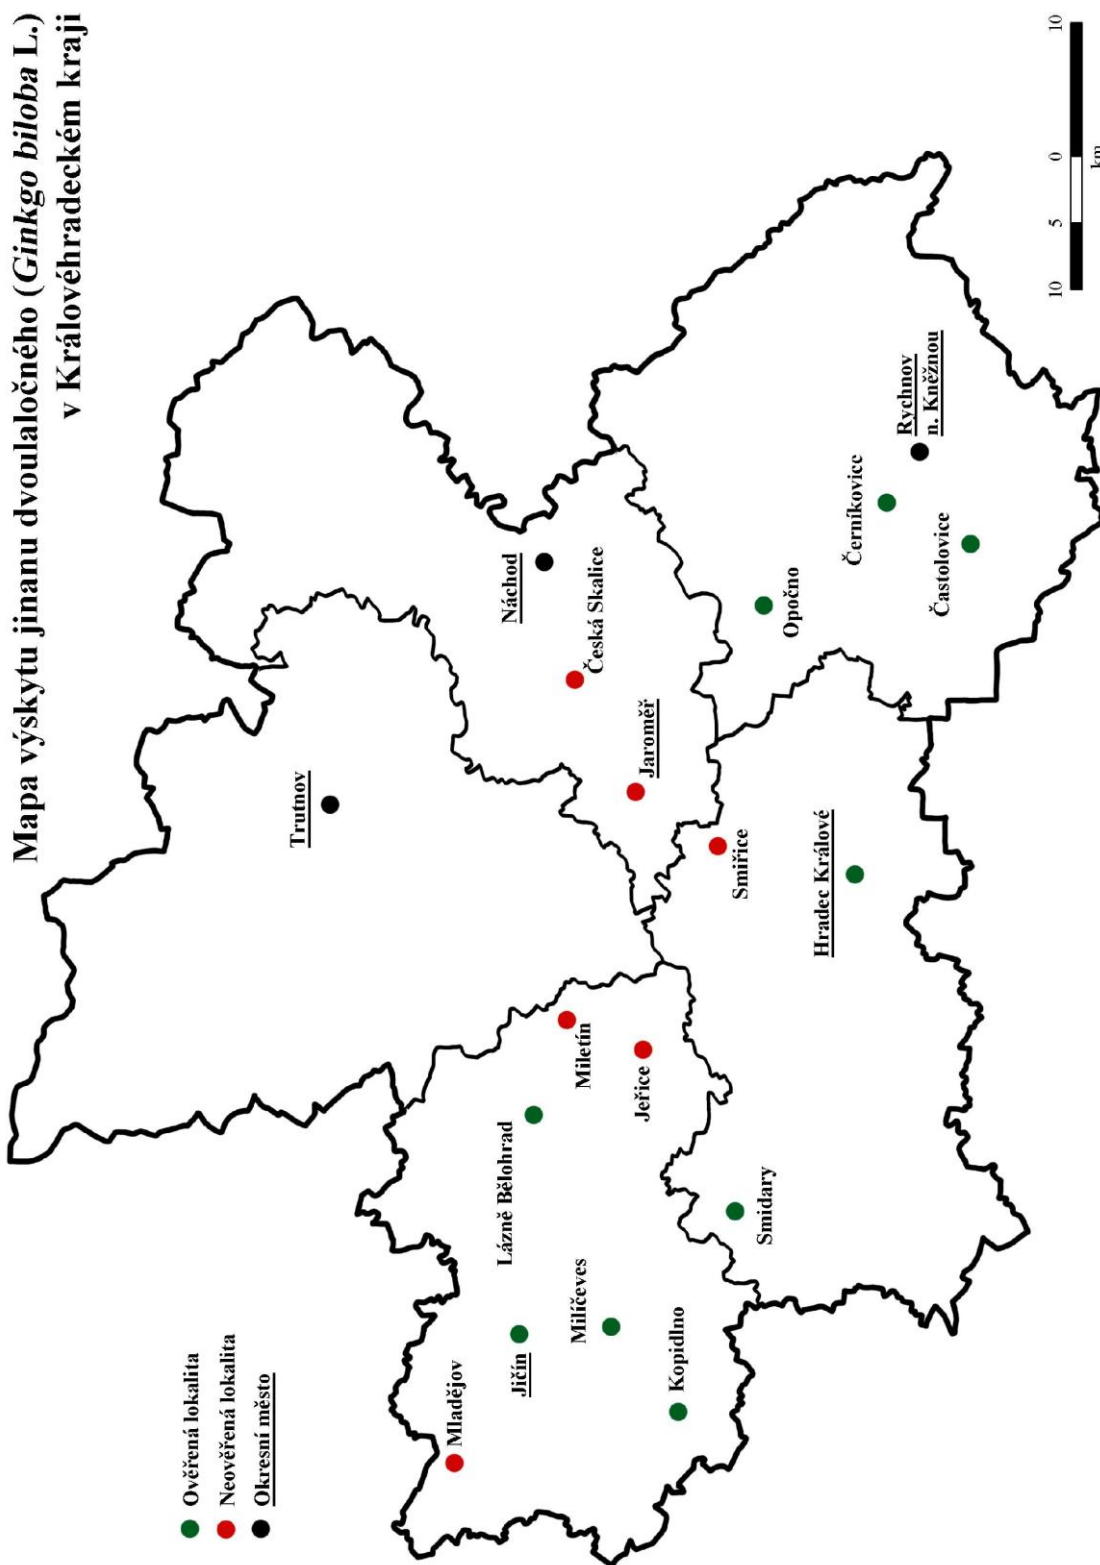 Mapa výskytu jinanu dvoulaločného (Ginkgo biloba L.)
v Královéhradeckém kraji
Ověřená lokalita
Neověřená lokalita
Okresní město
Trutnov
Náchod
Česká Skalice
Jaroměř
Mladějov
Jičín
Lázně Bělohrad
Miletín
Milíčeves
Jeřice
Kopidlno
Smidary
Smiřice
Hradec Králové
Opočno
Černíkovice
Rychnov
n. Kněžnou
Častolovice
10 5 0 10
km